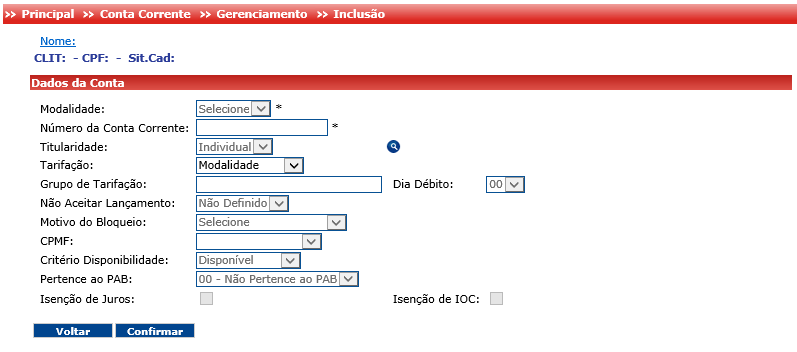 >> Principal >> Conta Corrente >> Gerenciamento >> Inclusão
Nome:
CLIT: - CPF: - Sit.Cad:
Dados da Conta
Modalidade: Selecione *
Número da Conta Corrente: *
Titularidade: Individual
Tarifação: Modalidade
Grupo de Tarifação: Dia Débito: 00
Não Aceitar Lançamento: Não Definido
Motivo do Bloqueio: Selecione
CPMF:
Critério Disponibilidade: Disponível
Pertence ao PAB: 00 - Não Pertence ao PAB
Isenção de Juros: Isenção de IOC:
Voltar Confirmar